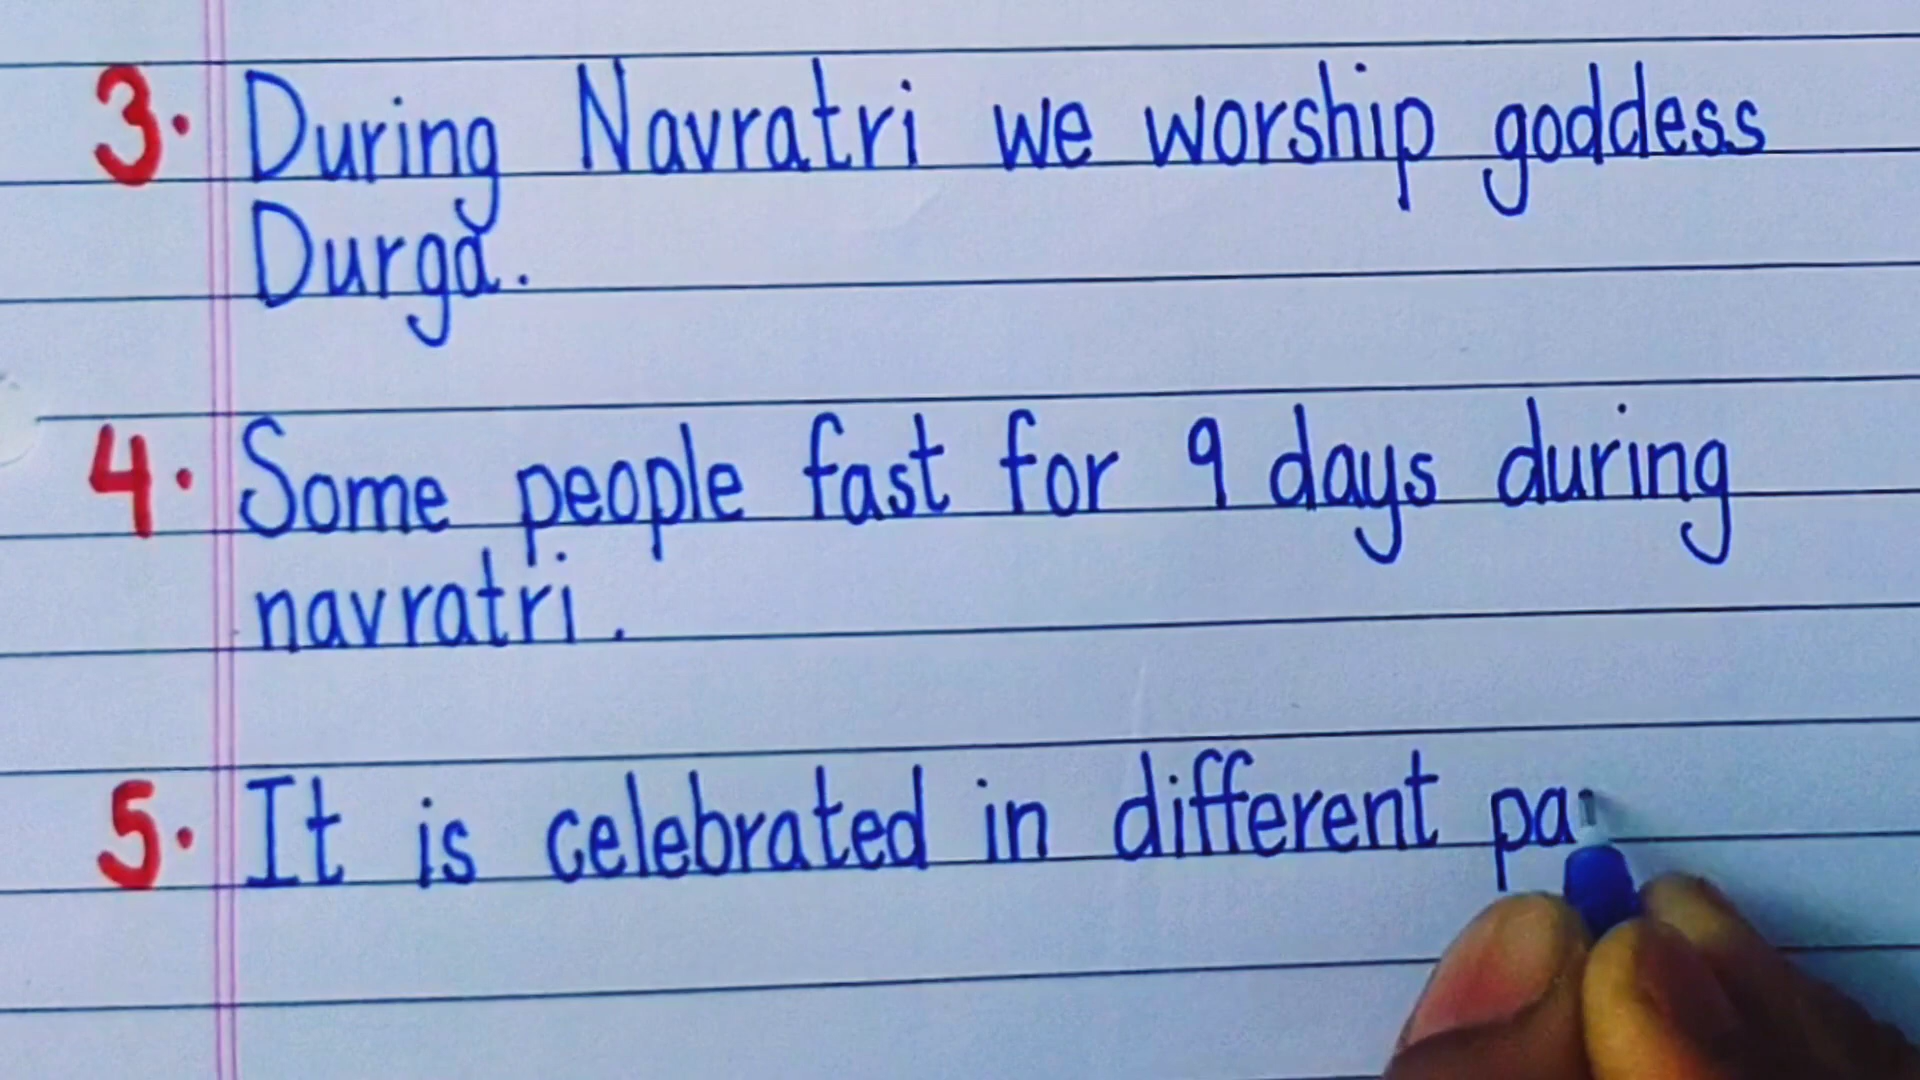 3. During Navratri we worship goddess
Durga.
4. Some people fast for 9 days during
navratri.
5. It is celebrated in different